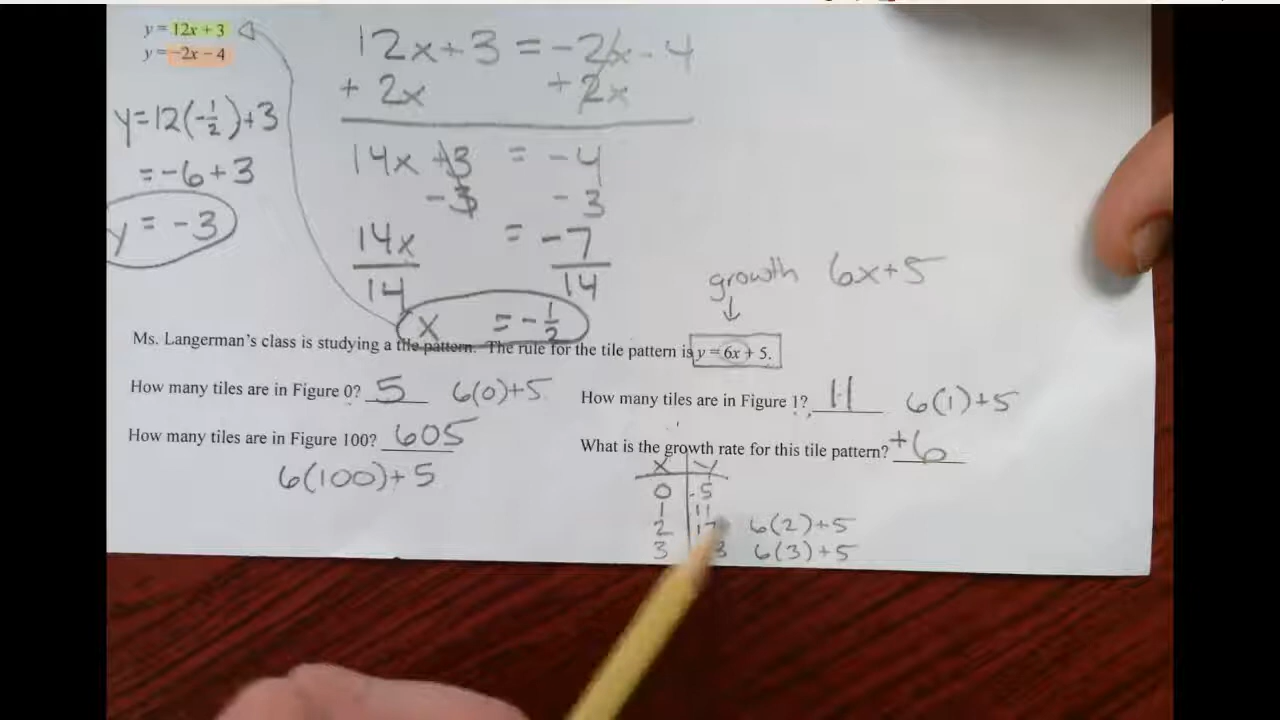 y = 12x + 3
y = −2x − 4
12x+3 = -2x - 4
+ 2x + 2x
y=12(-1/2)+3
= -6+3
y = -3
14x +3 = -4
-3 -3
14x = -7
14 14
x = -1/2
growth 6x+5
↓
Ms. Langerman's class is studying a tile pattern. The rule for the tile pattern is y = 6x + 5.
How many tiles are in Figure 0? 5 6(0)+5
How many tiles are in Figure 1? 11 6(1)+5
How many tiles are in Figure 100? 605
6(100)+5
What is the growth rate for this tile pattern? +6
X Y
0 5
1 11
2 6(2)+5
3 6(3)+5